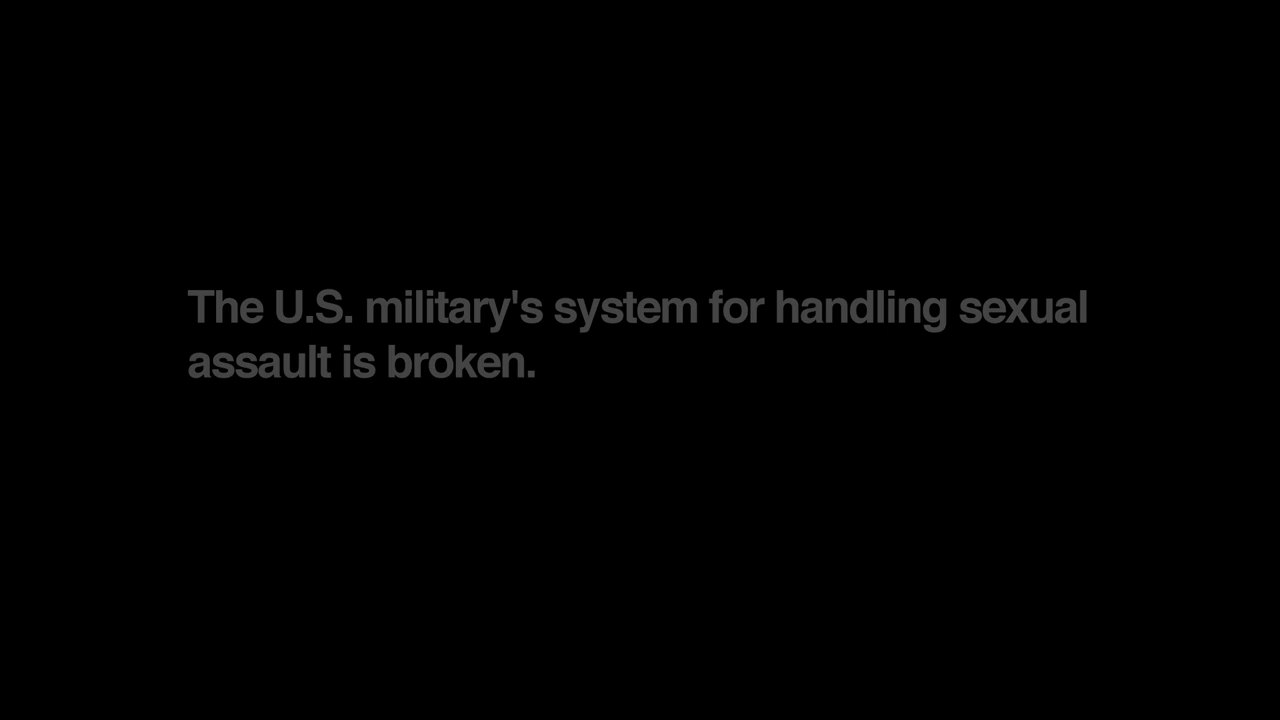 The U.S. military's system for handling sexual
assault is broken.